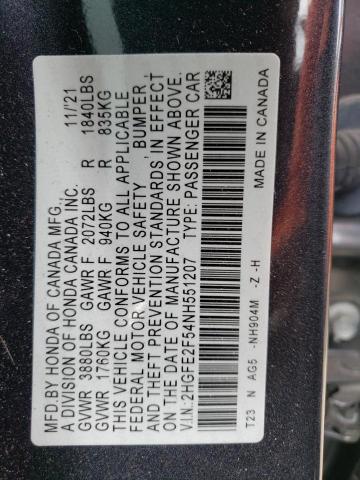 MFD BY HONDA OF CANADA MFG.,
A DIVISION OF HONDA CANADA INC. 11/21
GVWR 3880LBS GAWR F 2072LBS R 1840LBS
GVWR 1760KG GAWR F 940KG R 835KG
THIS VEHICLE CONFORMS TO ALL APPLICABLE
FEDERAL MOTOR VEHICLE SAFETY, BUMPER,
AND THEFT PREVENTION STANDARDS IN EFFECT
ON THE DATE OF MANUFACTURE SHOWN ABOVE.
V.I.N.:2HGFE2F54NH551207 TYPE: PASSENGER CAR
T23 N AG5 -NH904M -Z -H
MADE IN CANADA